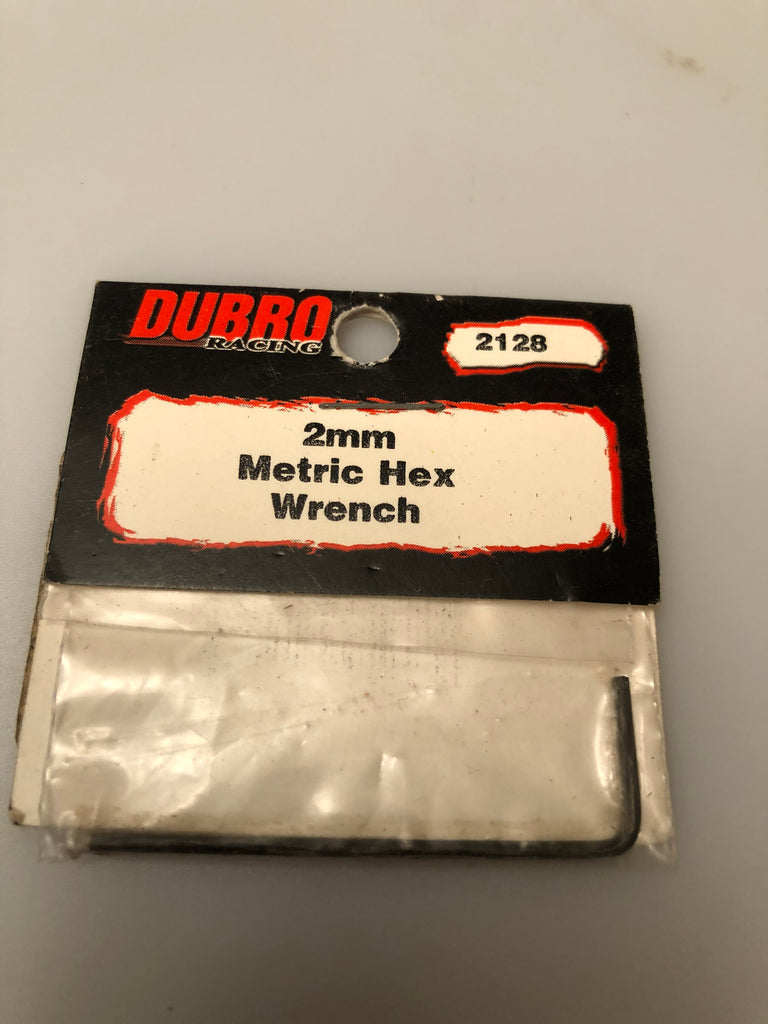 DUBRO
RACING
2128
2mm
Metric Hex
Wrench